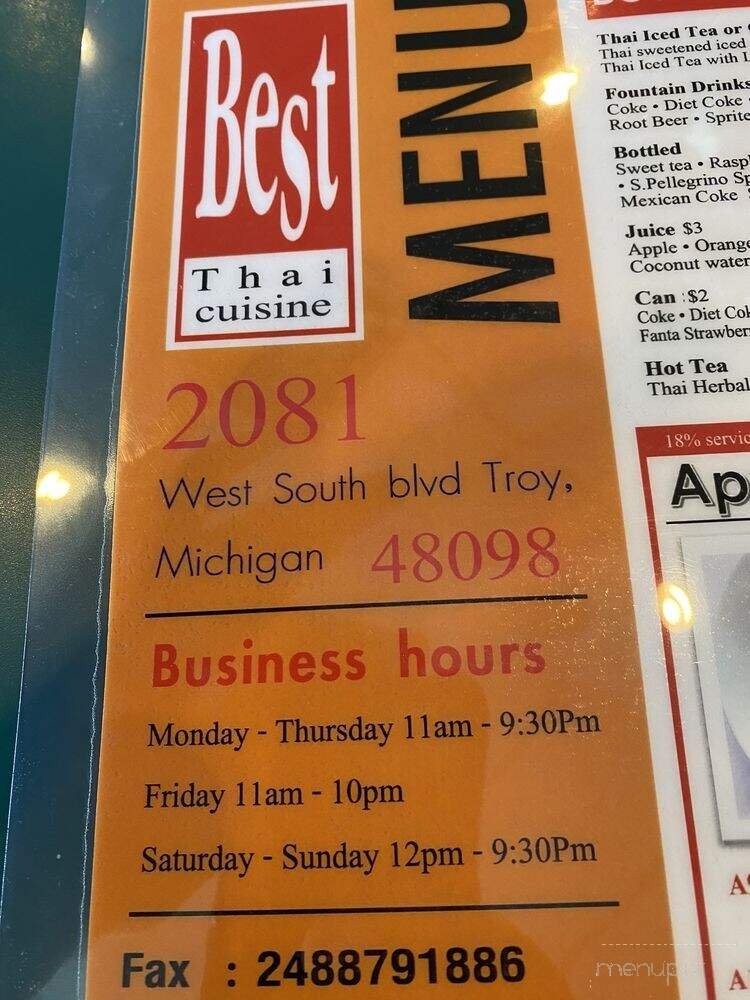 Best
Thai
cuisine
MENU
2081
West South blvd Troy,
Michigan 48098
Business hours
Monday - Thursday 11am - 9:30Pm
Friday 11am - 10pm
Saturday - Sunday 12pm - 9:30Pm
Fax : 2488791886
Thai Iced Tea or
Thai sweetened iced
Thai Iced Tea with
Fountain Drinks
Coke • Diet Coke
Root Beer • Sprite
Bottled
Sweet tea •
• S.Pellegrino
Mexican Coke
Juice $3
Apple • Orange
Coconut water
Can :$2
Coke • Diet
Fanta
Hot Tea
Thai Herbal
18%
menupix